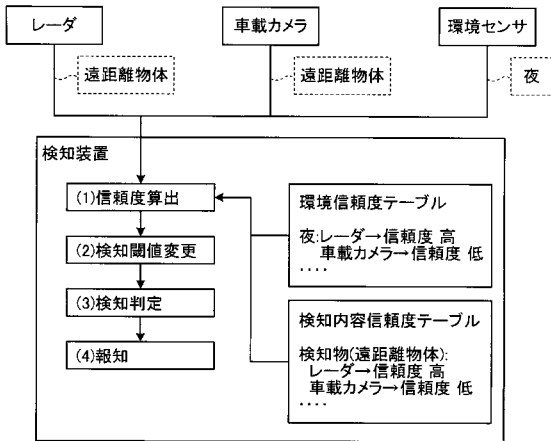 レーダ
車載カメラ
環境センサ
遠距離物体
遠距離物体
夜
検知装置
(1)信頼度算出
(2)検知閾値変更
(3)検知判定
(4)報知
環境信頼度テーブル
夜:レーダ→信頼度 高
車載カメラ→信頼度 低
‥‥
検知内容信頼度テーブル
検知物(遠距離物体):
レーダ→信頼度 高
車載カメラ→信頼度 低
‥‥